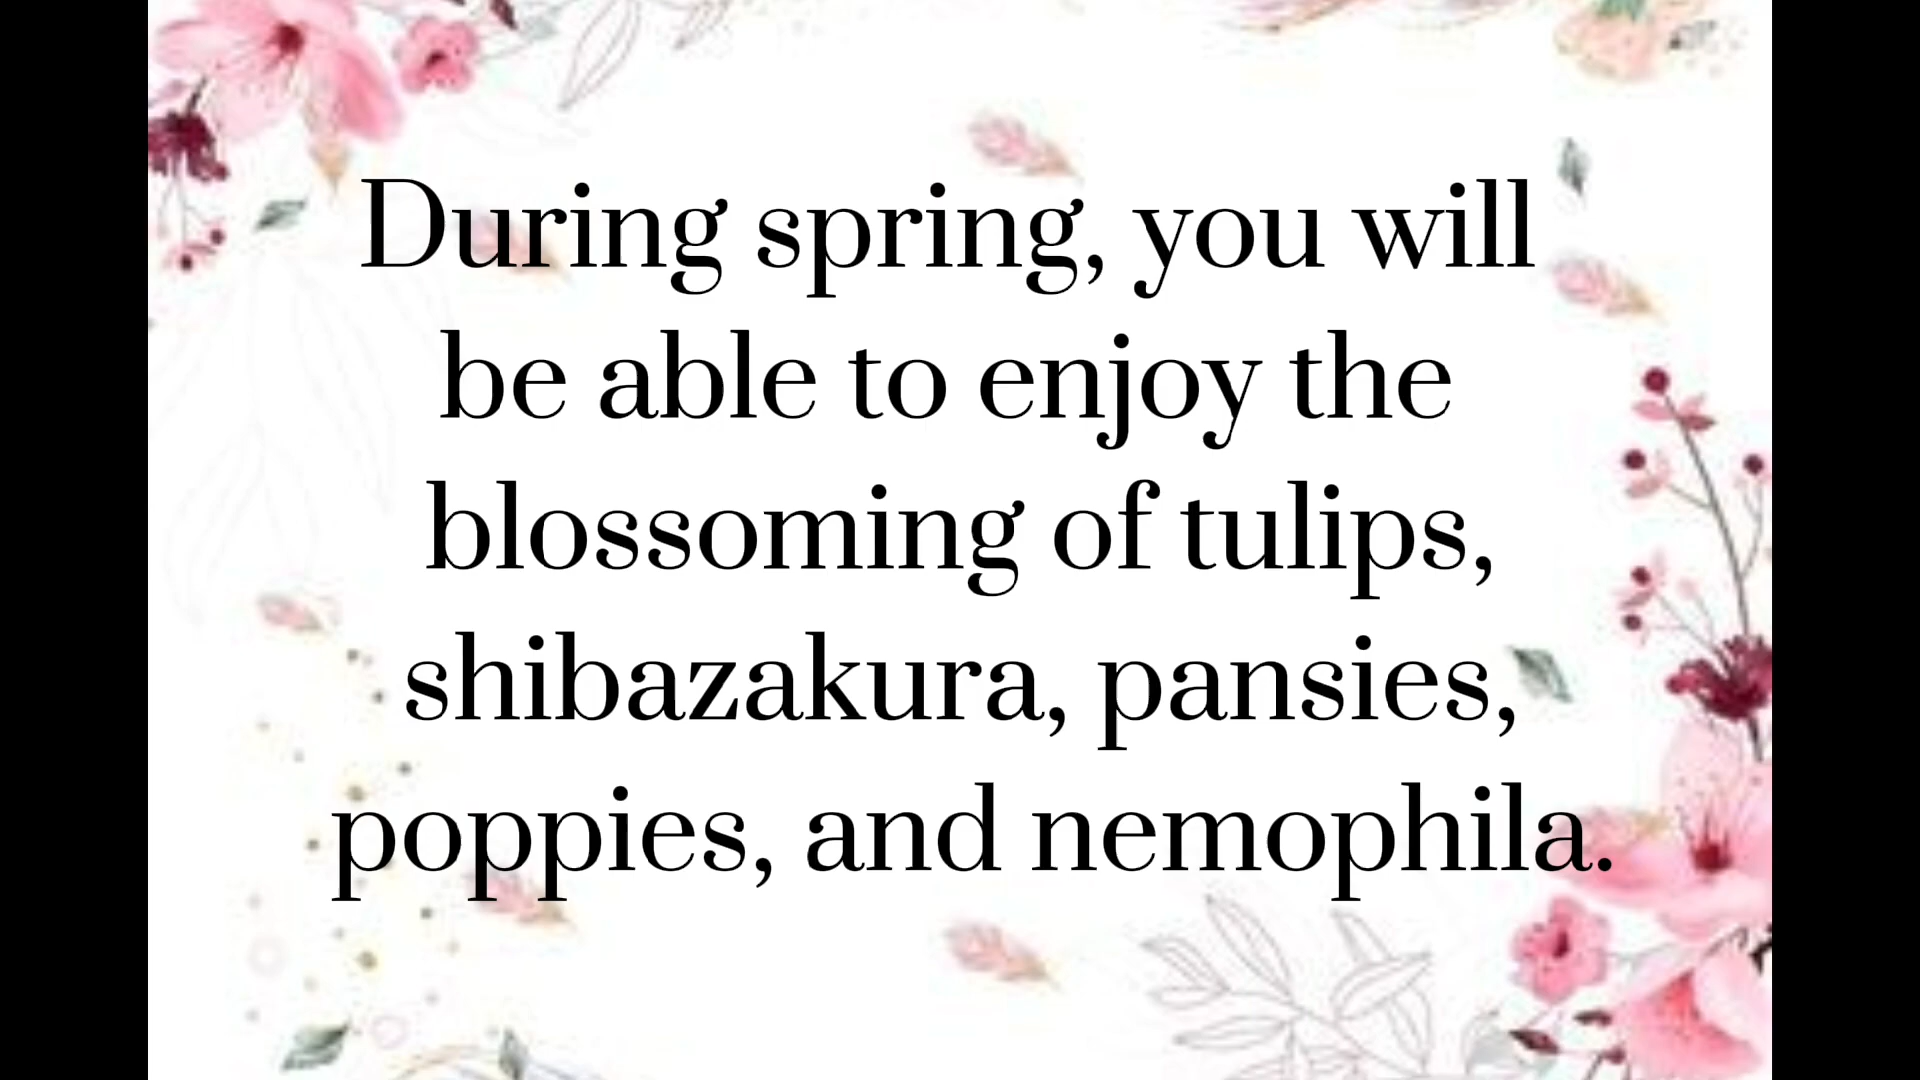 During spring, you will
be able to enjoy the
blossoming of tulips,
shibazakura, pansies,
poppies, and nemophila.